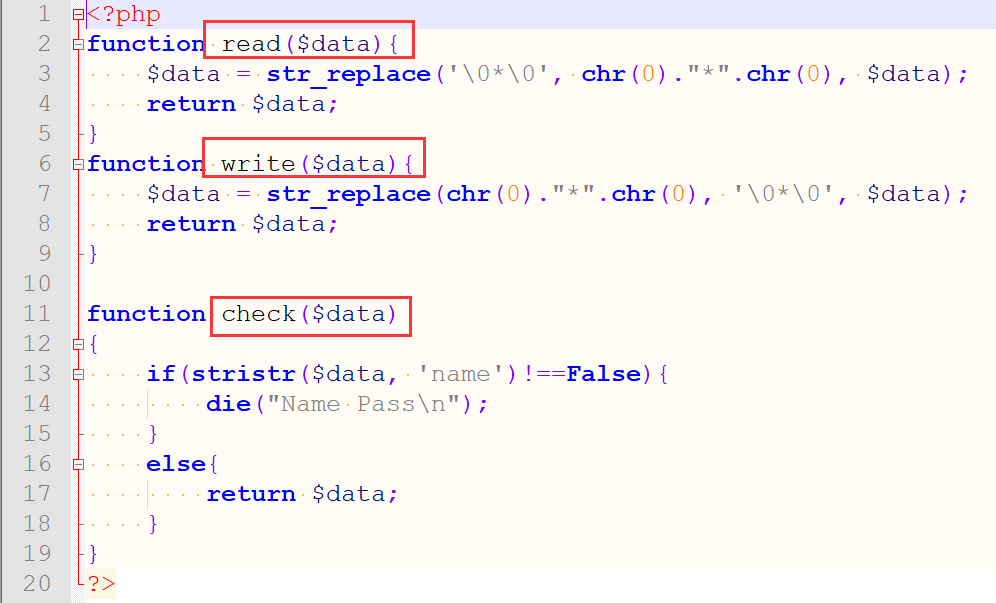 1 <?php
2 function read($data){
3     $data = str_replace('\0*\0', chr(0)."*".chr(0), $data);
4     return $data;
5 }
6 function write($data){
7     $data = str_replace(chr(0)."*".chr(0), '\0*\0', $data);
8     return $data;
9 }
10
11 function check($data)
12 {
13     if(stristr($data, 'name')!==False){
14         die("Name Pass\n");
15     }
16     else{
17         return $data;
18     }
19 }
20 ?>